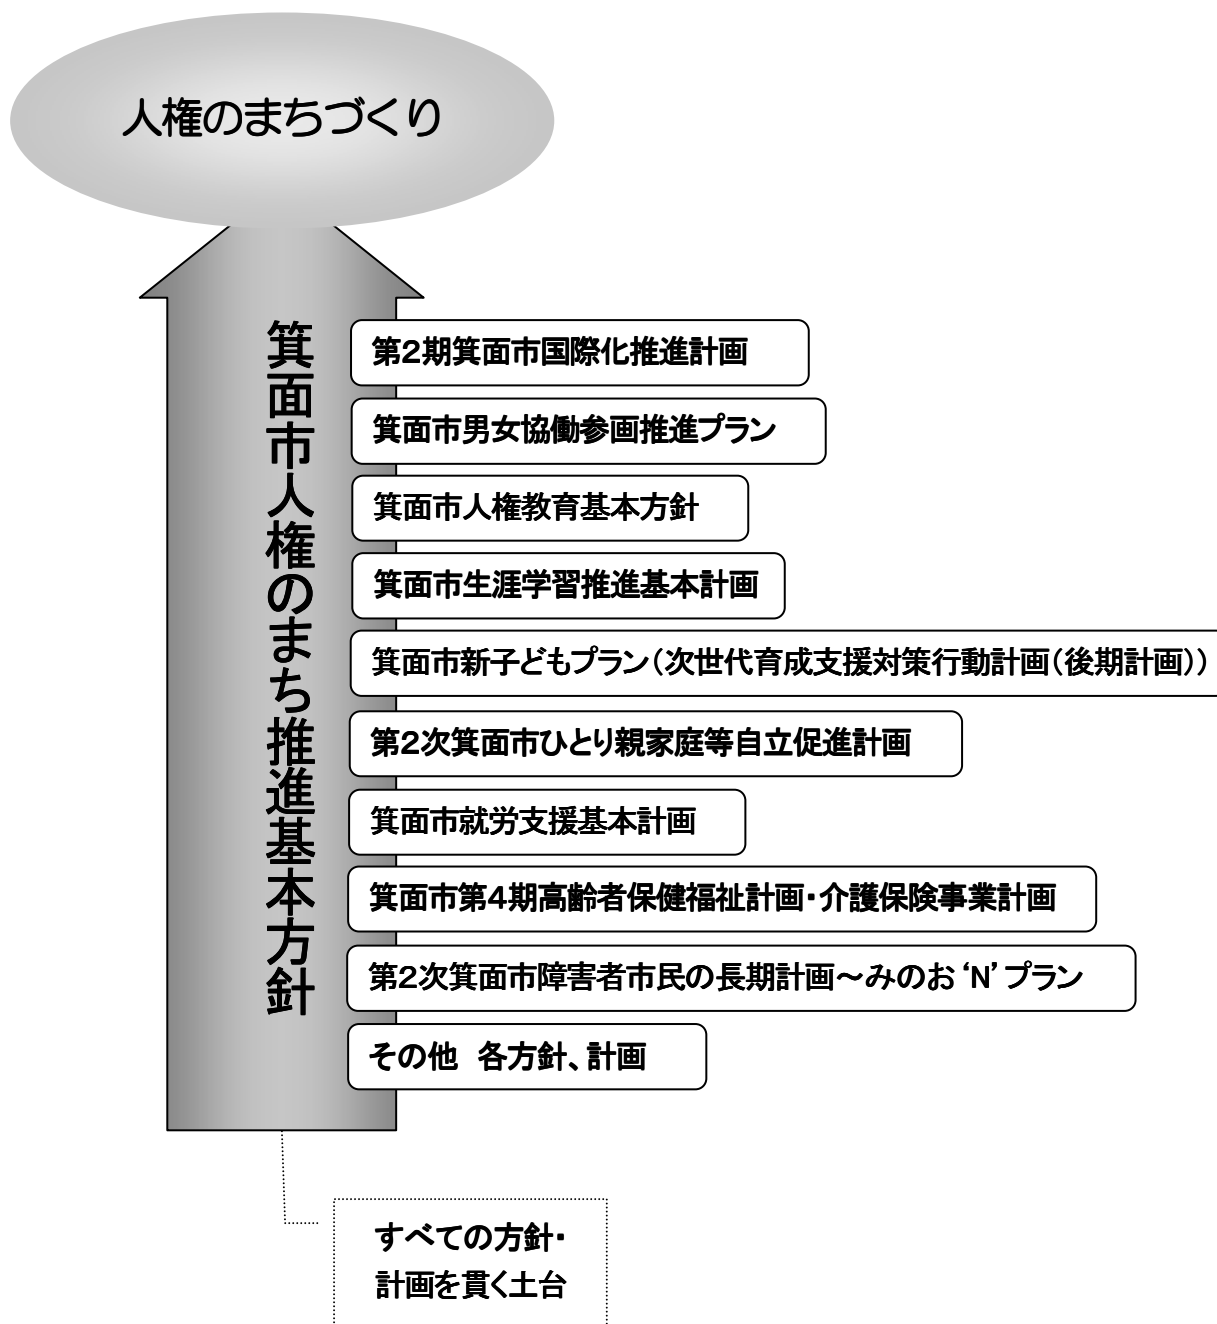 人権のまちづくり
箕面市人権のまち推進基本方針
第2期箕面市国際化推進計画
箕面市男女協働参画推進プラン
箕面市人権教育基本方針
箕面市生涯学習推進基本計画
箕面市新子どもプラン(次世代育成支援対策行動計画(後期計画))
第2次箕面市ひとり親家庭等自立促進計画
箕面市就労支援基本計画
箕面市第4期高齢者保健福祉計画・介護保険事業計画
第2次箕面市障害者市民の長期計画~みのお‘N’プラン
その他　各方針、計画
すべての方針・
計画を貫く土台